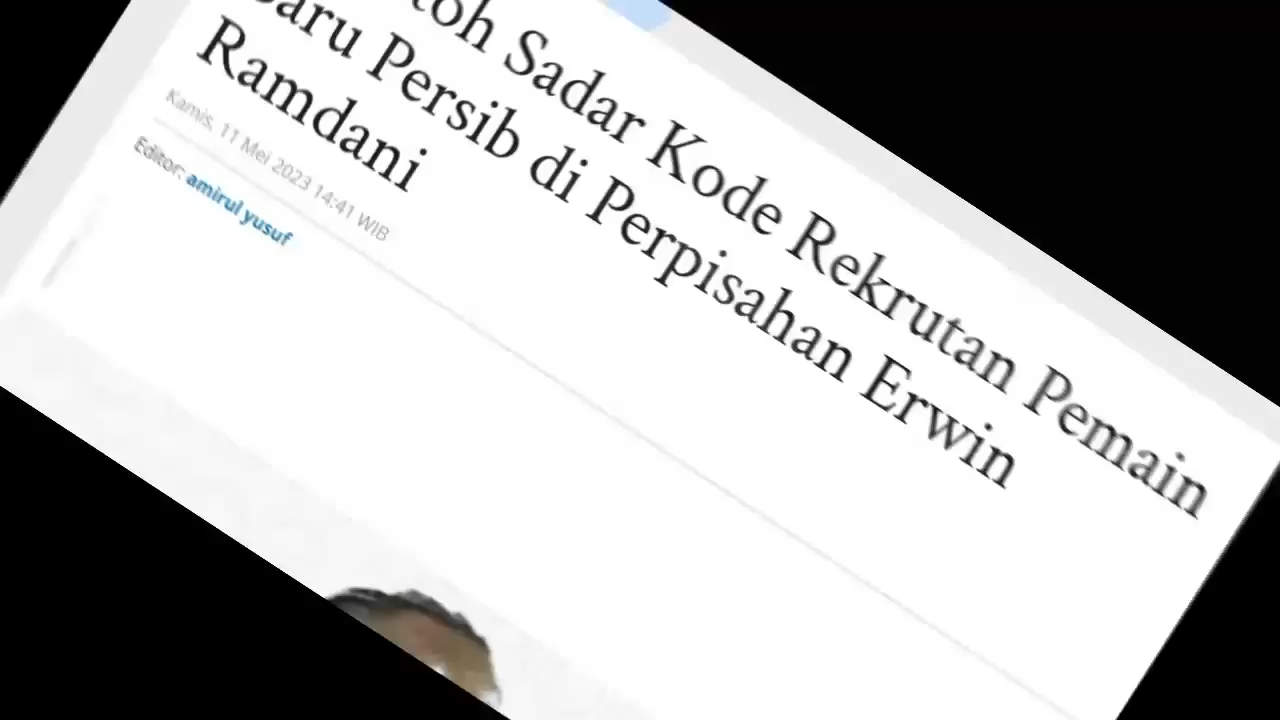 Sadar Kode Rekrutan Pemain
Baru Persib di Perpisahan Erwin
Ramdani
Kamis, 11 Mei 2023 14:41 WIB
Editor: amirul yusuf